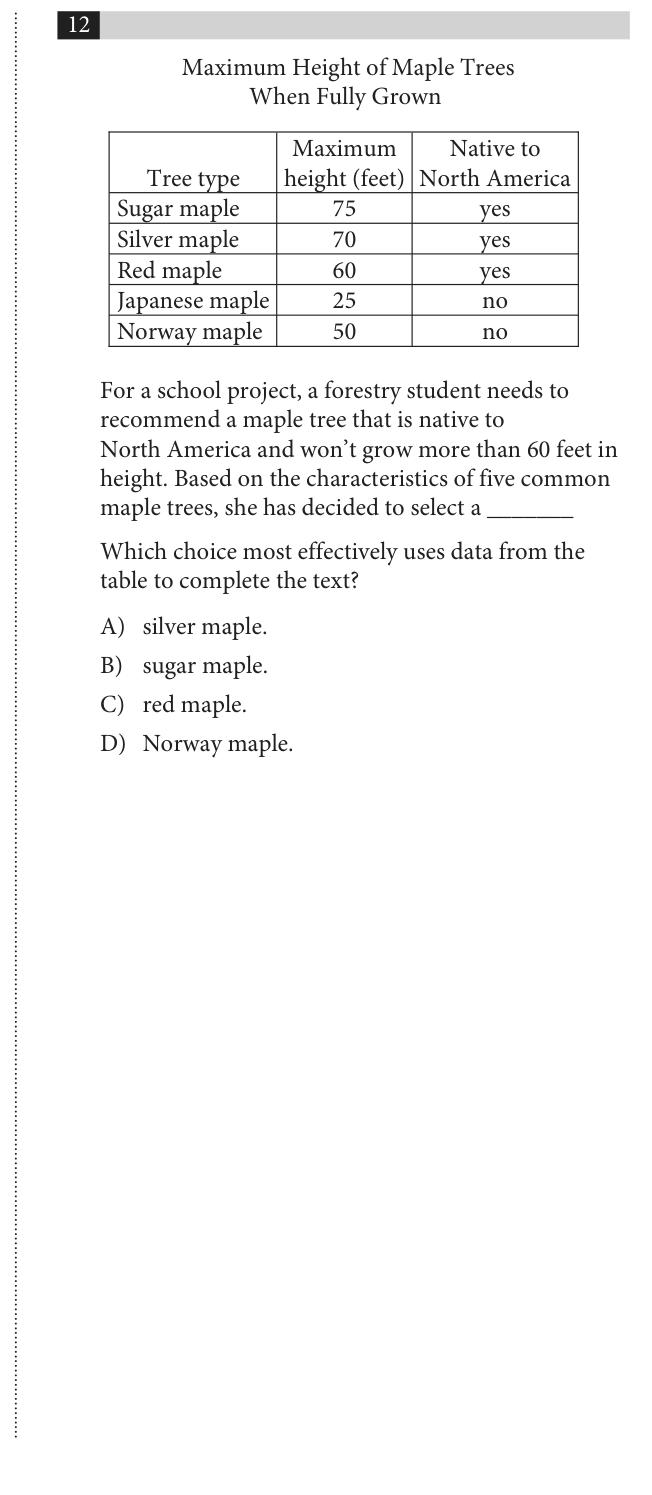 12
Maximum Height of Maple Trees
When Fully Grown
Tree type Maximum height (feet) Native to North America
Sugar maple 75 yes
Silver maple 70 yes
Red maple 60 yes
Japanese maple 25 no
Norway maple 50 no
For a school project, a forestry student needs to
recommend a maple tree that is native to
North America and won’t grow more than 60 feet in
height. Based on the characteristics of five common
maple trees, she has decided to select a _______
Which choice most effectively uses data from the
table to complete the text?
A) silver maple.
B) sugar maple.
C) red maple.
D) Norway maple.